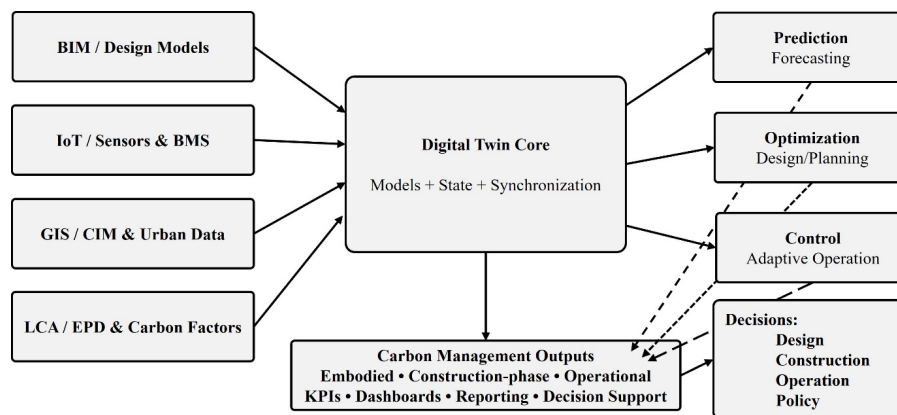 BIM / Design Models
IoT / Sensors & BMS
GIS / CIM & Urban Data
LCA / EPD & Carbon Factors
Digital Twin Core
Models + State + Synchronization
Prediction
Forecasting
Optimization
Design/Planning
Control
Adaptive Operation
Carbon Management Outputs
Embodied • Construction-phase • Operational
KPIs • Dashboards • Reporting • Decision Support
Decisions:
Design
Construction
Operation
Policy